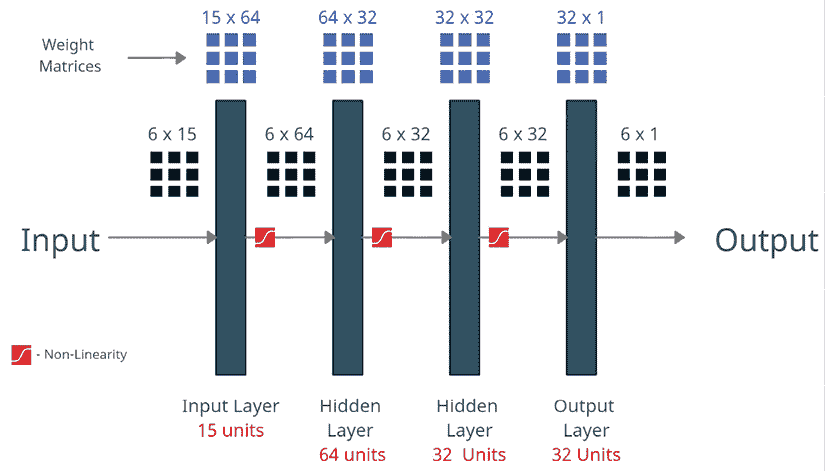 15 x 64
64 x 32
32 x 32
32 x 1
Weight
Matrices
6 x 15
6 x 64
6 x 32
6 x 32
6 x 1
Input
Output
- Non-Linearity
Input Layer
15 units
Hidden
Layer
64 units
Hidden
Layer
32 Units
Output
Layer
32 Units